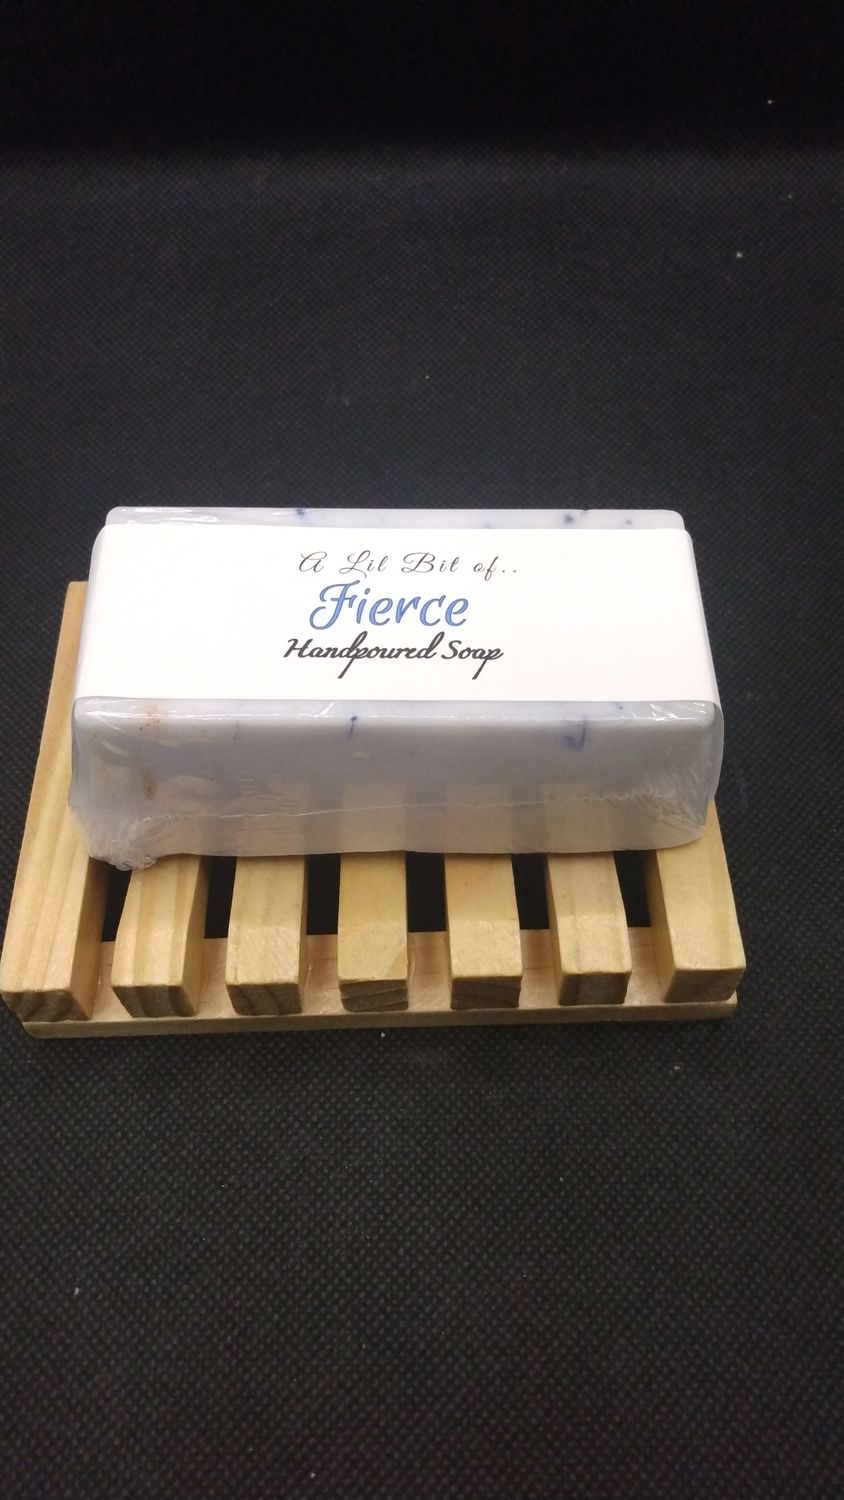 A Lil Bit of..
Fierce
Handpoured Soap